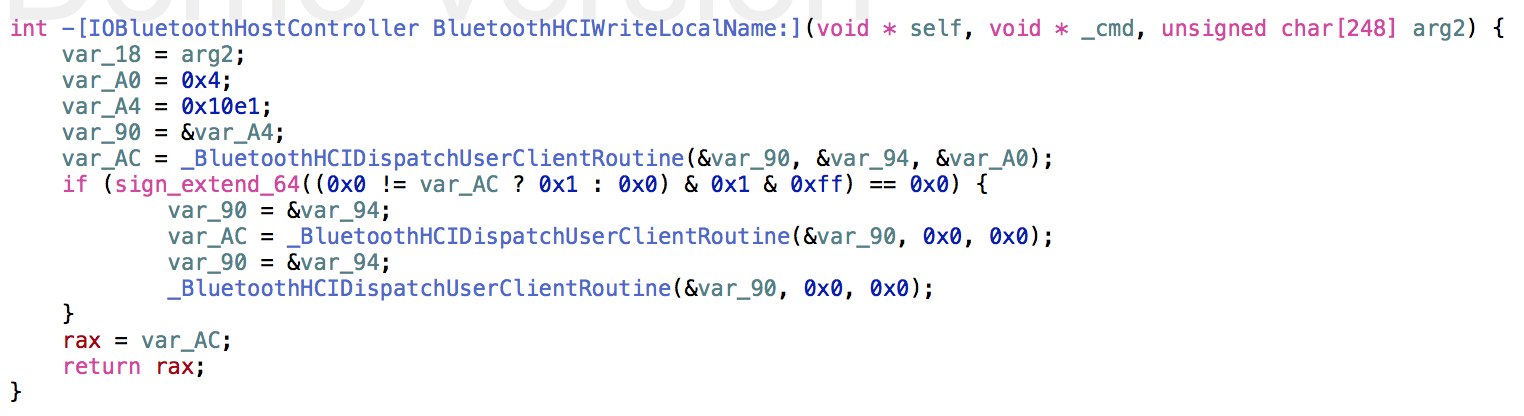 Demo Version
int -[IOBluetoothHostController BluetoothHCIWriteLocalName:](void * self, void * _cmd, unsigned char[248] arg2) {
    var_18 = arg2;
    var_A0 = 0x4;
    var_A4 = 0x10e1;
    var_90 = &var_A4;
    var_AC = _BluetoothHCIDispatchUserClientRoutine(&var_90, &var_94, &var_A0);
    if (sign_extend_64((0x0 != var_AC ? 0x1 : 0x0) & 0x1 & 0xff) == 0x0) {
            var_90 = &var_94;
            var_AC = _BluetoothHCIDispatchUserClientRoutine(&var_90, 0x0, 0x0);
            var_90 = &var_94;
            _BluetoothHCIDispatchUserClientRoutine(&var_90, 0x0, 0x0);
    }
    rax = var_AC;
    return rax;
}